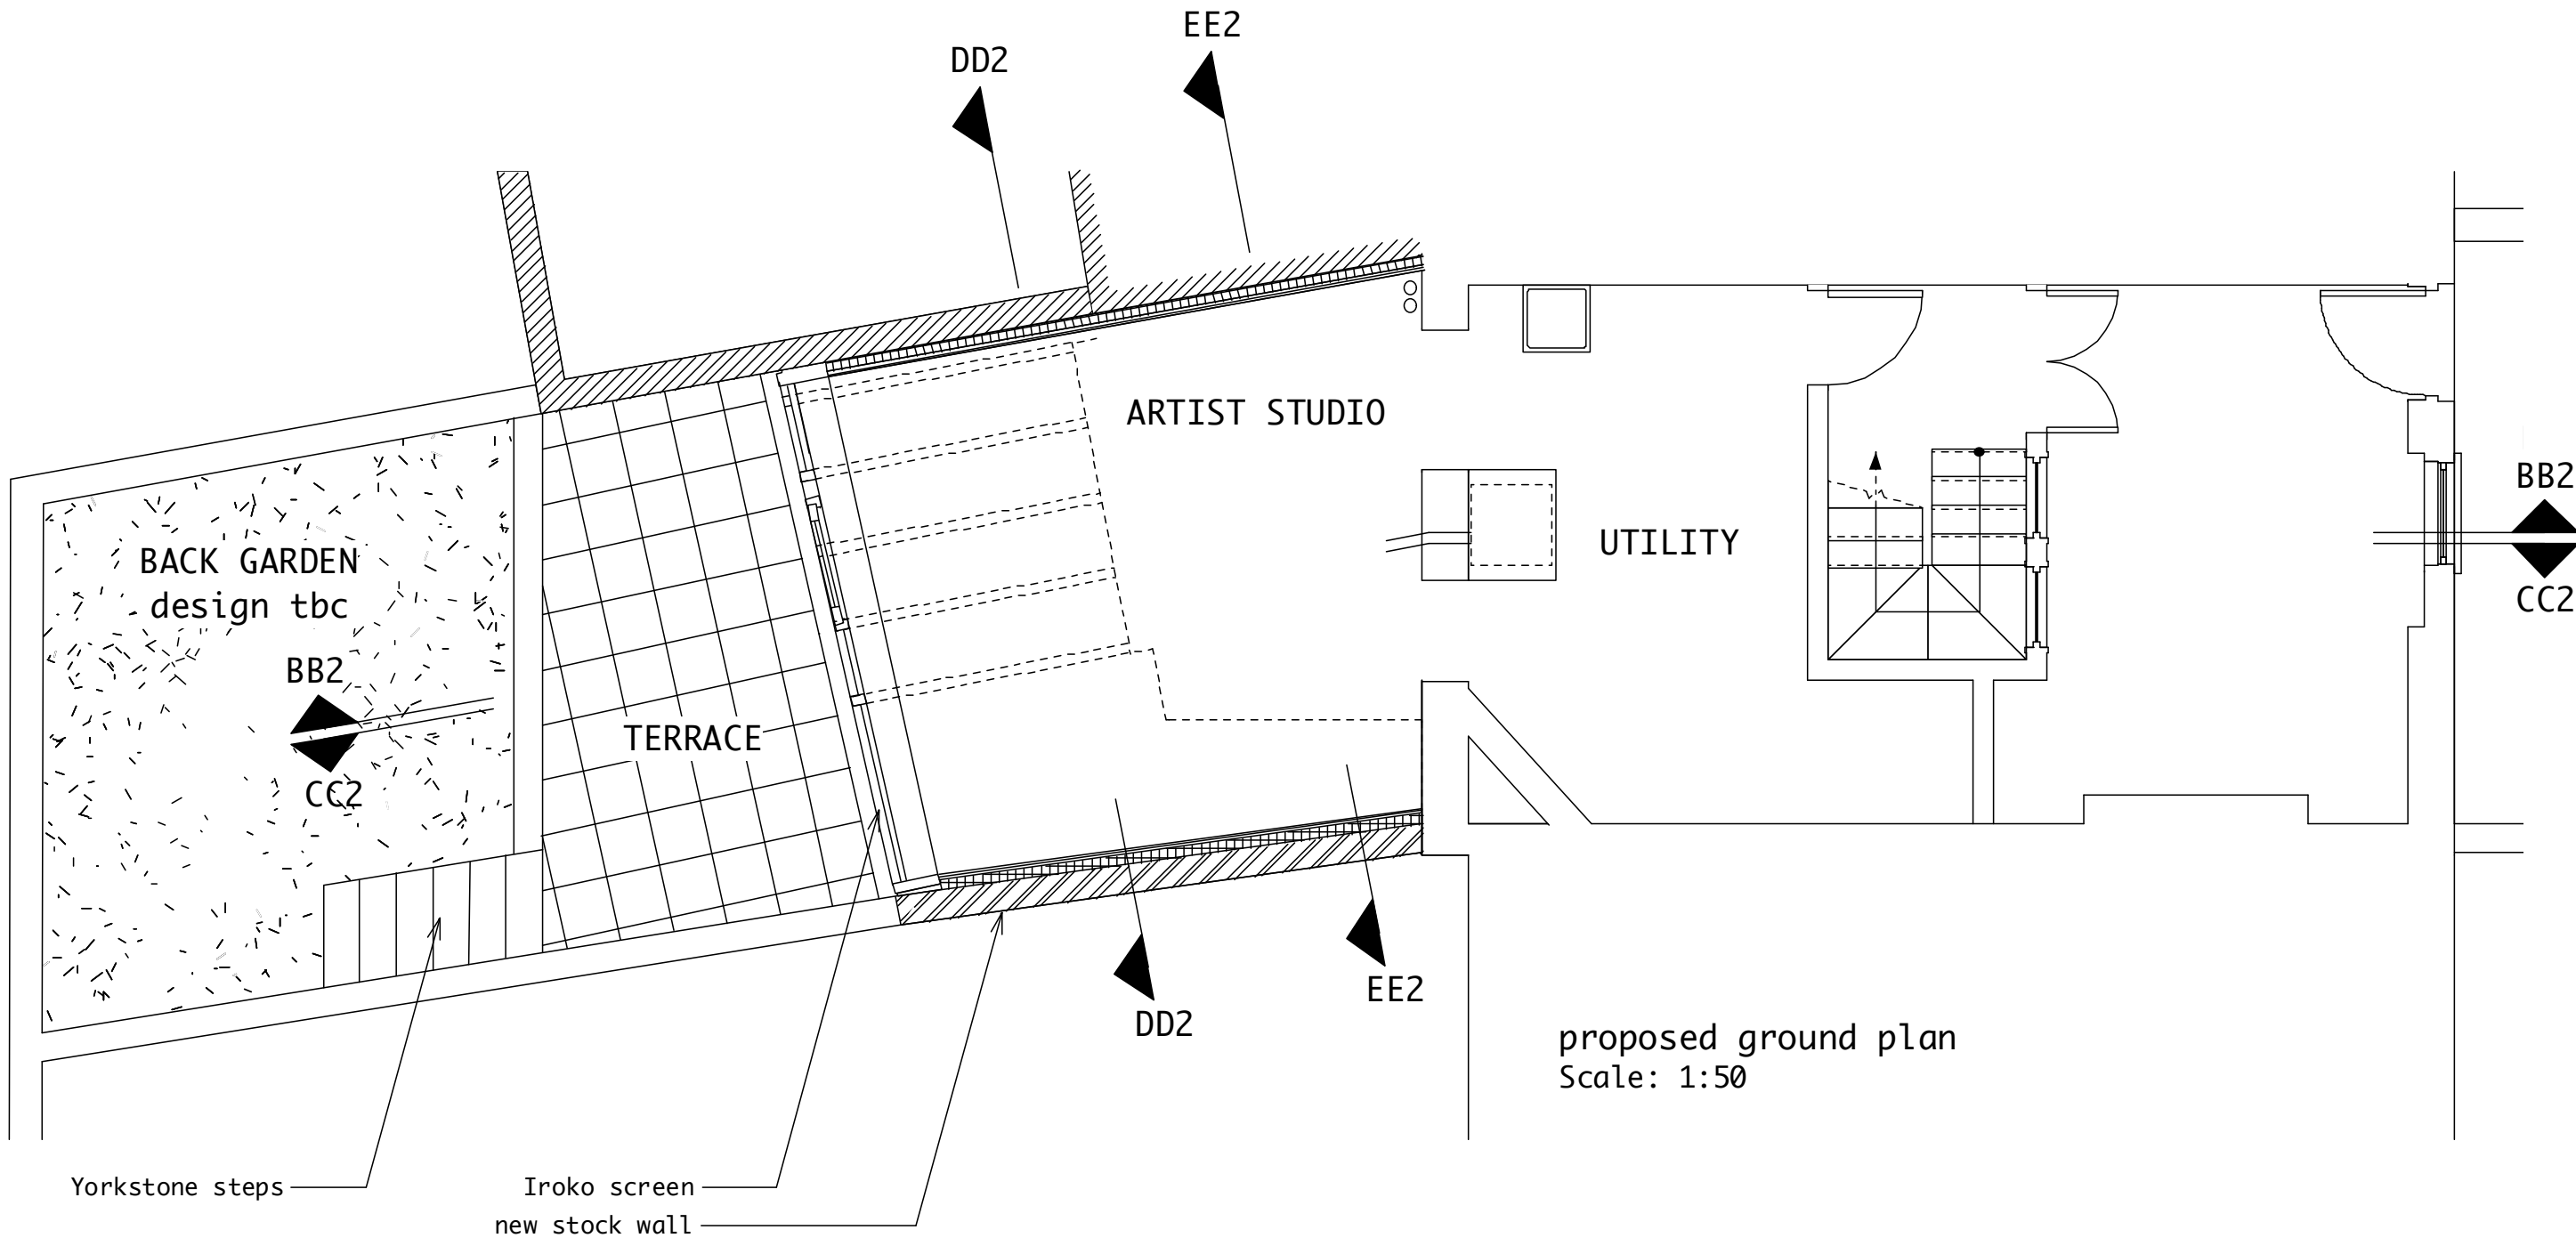 EE2
DD2
ARTIST STUDIO
BB2
UTILITY
BACK GARDEN
design tbc
CC2
BB2
TERRACE
CC2
EE2
DD2
proposed ground plan
Scale: 1:50
Yorkstone steps
Iroko screen
new stock wall